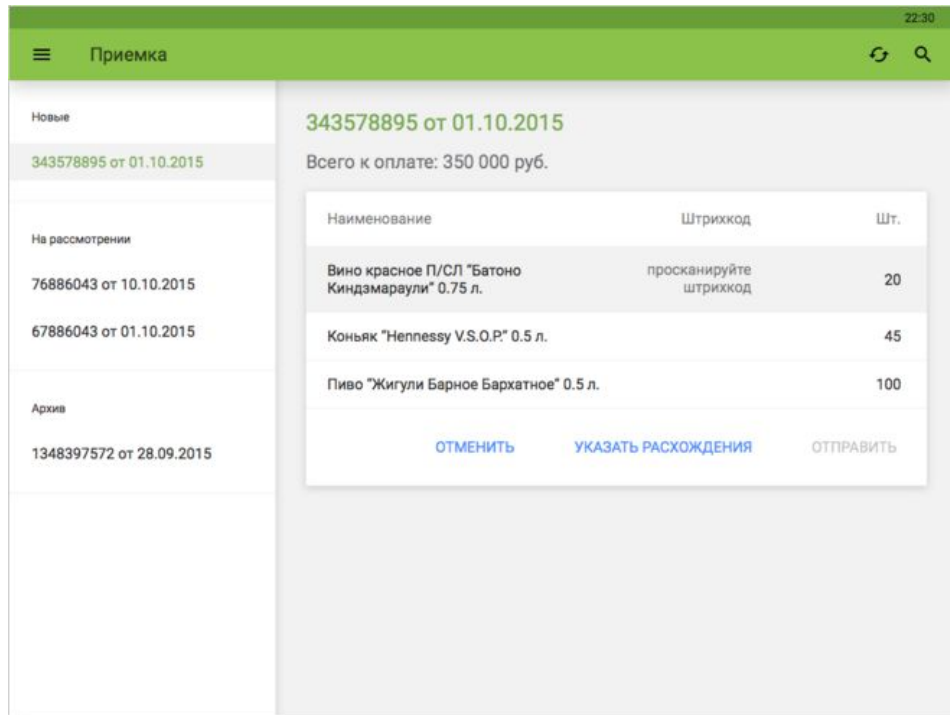 22:30
Приемка
Новые
343578895 от 01.10.2015
На рассмотрении
76886043 от 10.10.2015
67886043 от 01.10.2015
Архив
1348397572 от 28.09.2015
343578895 от 01.10.2015
Всего к оплате: 350 000 руб.
Наименование Штрихкод Шт.
Вино красное П/СЛ "Батоно просканируйте
Киндзмараули" 0.75 л. штрихкод 20
Коньяк "Hennessy V.S.O.P." 0.5 л. 45
Пиво "Жигули Барное Бархатное" 0.5 л. 100
ОТМЕНИТЬ УКАЗАТЬ РАСХОЖДЕНИЯ ОТПРАВИТЬ